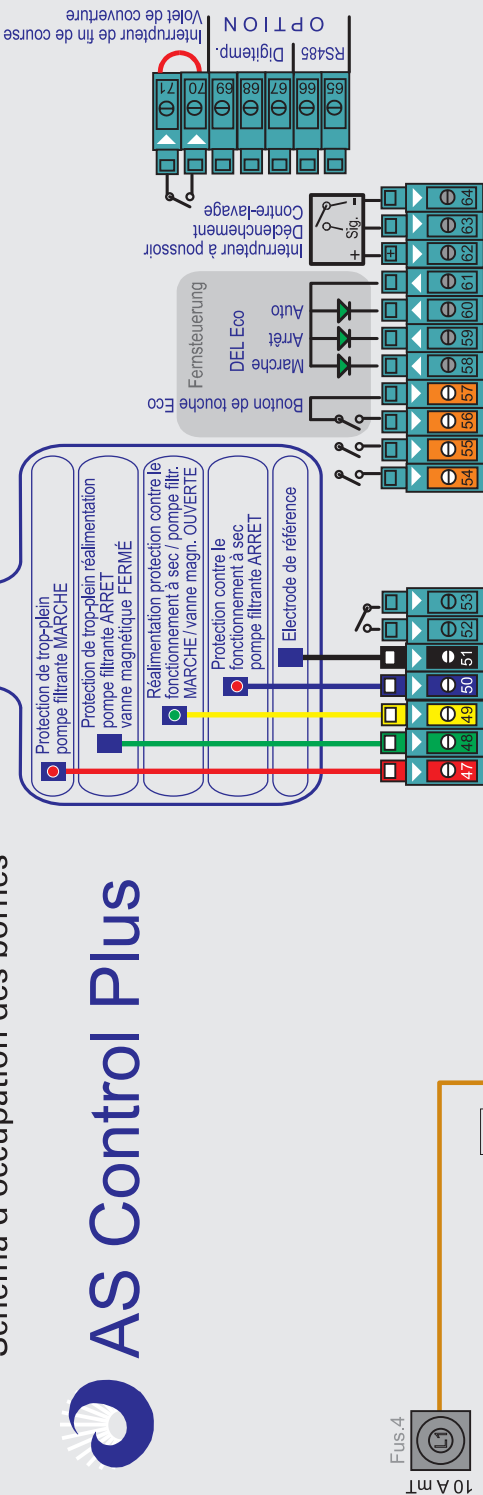 Schéma d'occupation des bornes
AS Control Plus
Protection de trop-plein
pompe filtrante MARCHE
Protection de trop-plein réalimentation
pompe filtrante ARRET
vanne magnétique FERMÉ
Réalimentation protection contre le
fonctionnement à sec / pompe filtr.
MARCHE / vanne magn. OUVERTE
Protection contre le
fonctionnement à sec
pompe filtrante ARRET
Electrode de référence
47
48
49
50
51
52
53
54
55
56
57
58
59
60
61
62
63
64
Bouton de touche Eco
Fernsteuerung
DEL Eco
Marche
Arrêt
Auto
Interrupteur à poussoir
Déclenchement
Contre-lavage
+ Sig. -
+
Interrupteur de fin de course
Volet de couverture
OPTION
Digitemp.
RS485
71
70
69
68
67
66
65
Fus.4
L1
10 A mT